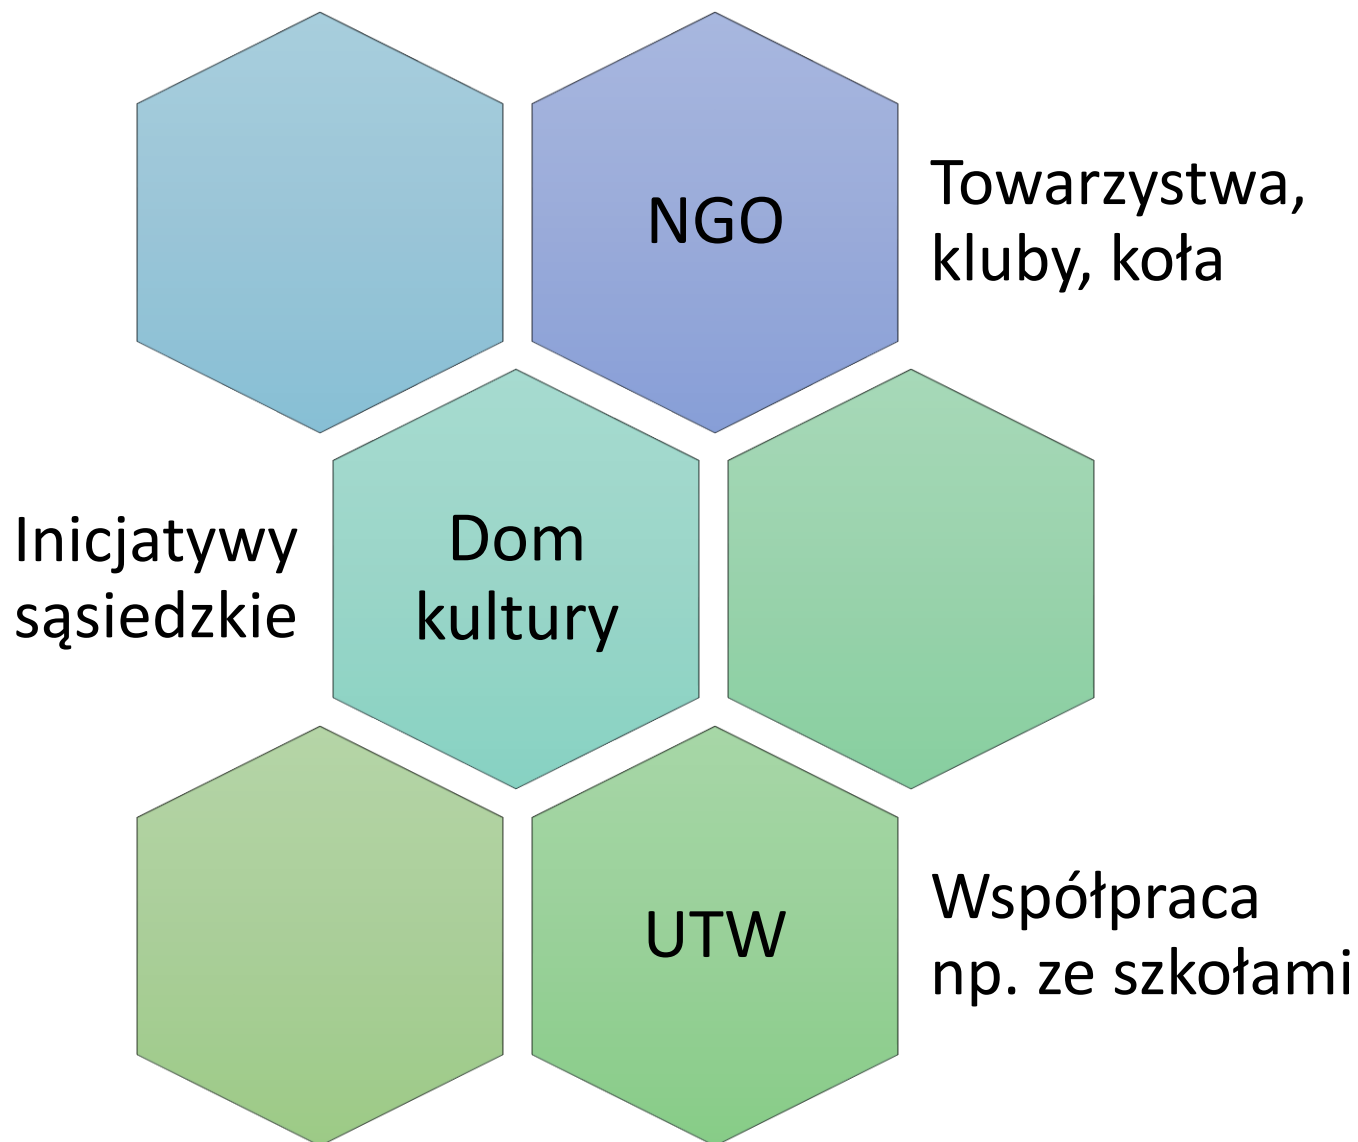 NGO
Towarzystwa,
kluby, koła
Inicjatywy
sąsiedzkie
Dom
kultury
UTW
Współpraca
np. ze szkołami